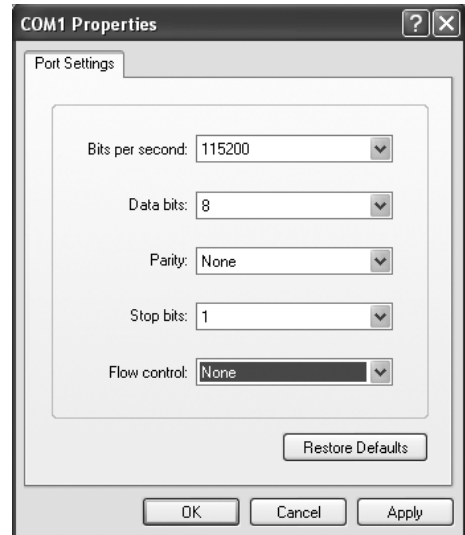 COM1 Properties
Port Settings
Bits per second: 115200
Data bits: 8
Parity: None
Stop bits: 1
Flow control: None
Restore Defaults
OK Cancel Apply